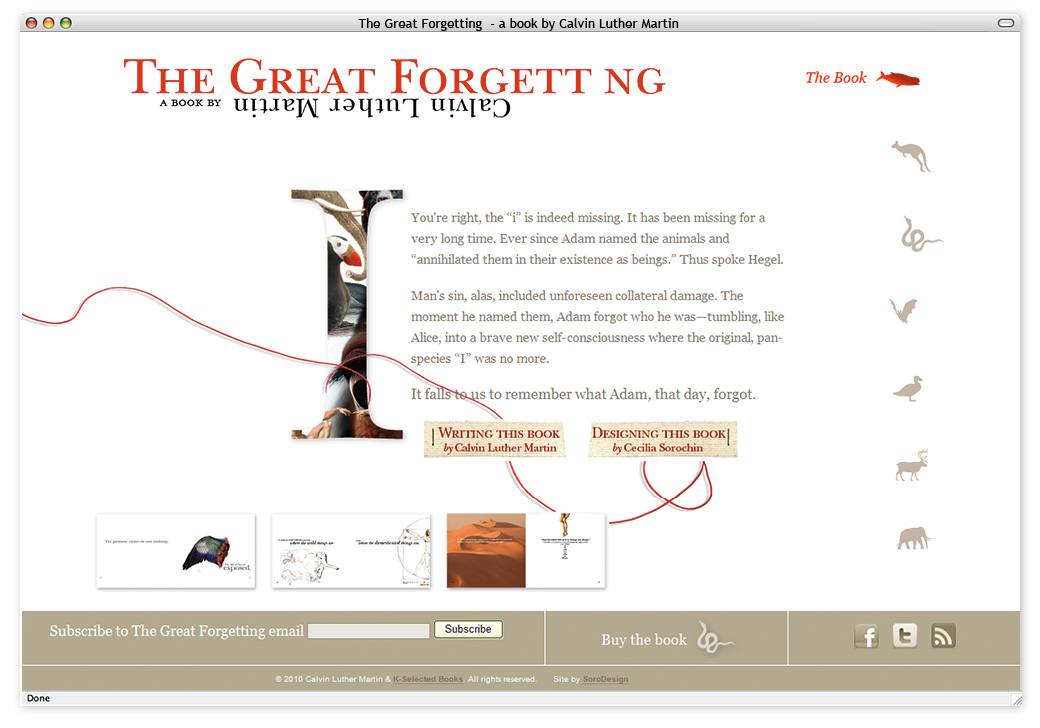 The Great Forgetting - a book by Calvin Luther Martin
THE GREAT FORGETT NG
A BOOK BY Calvin Luther Martin
The Book
I
You're right, the “i” is indeed missing. It has been missing for a
very long time. Ever since Adam named the animals and
“annihilated them in their existence as beings.” Thus spoke Hegel.
Man's sin, alas, included unforeseen collateral damage. The
moment he named them, Adam forgot who he was—tumbling, like
Alice, into a brave new self-consciousness where the original, pan-
species “I” was no more.
It falls to us to remember what Adam, that day, forgot.
WRITING THIS BOOK
by Calvin Luther Martin
DESIGNING THIS BOOK
by Cecilia Sorochin
exposed.
where the wild things are.
where the domesticated things are.
Subscribe to The Great Forgetting email
Subscribe
Buy the book
f
t
© 2010 Calvin Luther Martin & K-Selected Books. All rights reserved.
Site by SoroDesign
Done